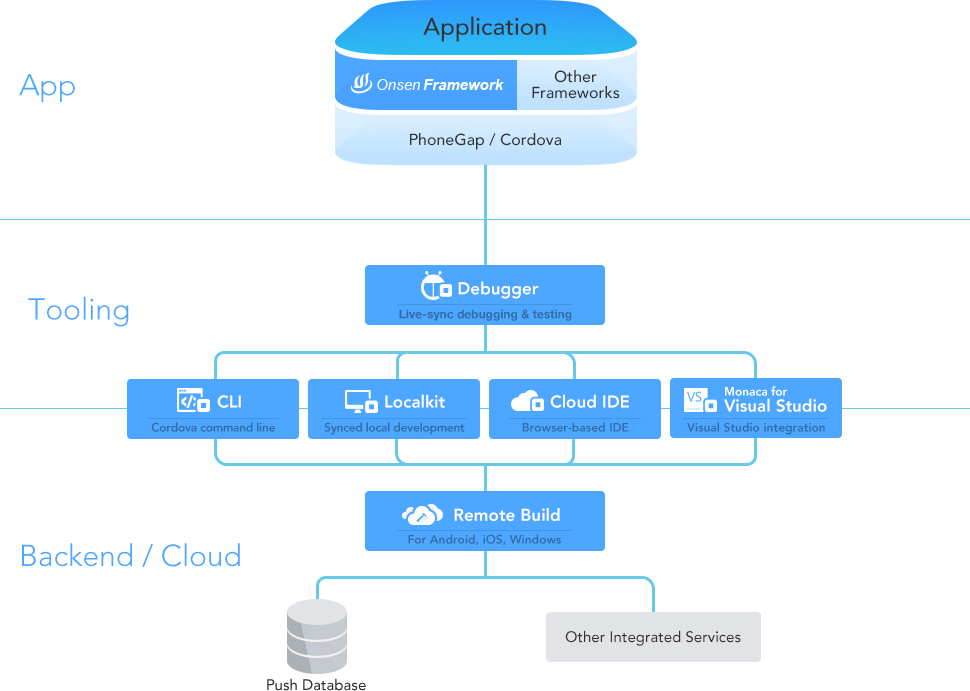 Application
App
Onsen Framework
Other
Frameworks
PhoneGap / Cordova
Tooling
Debugger
Live-sync debugging & testing
CLI
Cordova command line
Localkit
Synced local development
Cloud IDE
Browser-based IDE
VS
Monaca for
Visual Studio
Visual Studio integration
Remote Build
For Android, iOS, Windows
Backend / Cloud
Other Integrated Services
Push Database